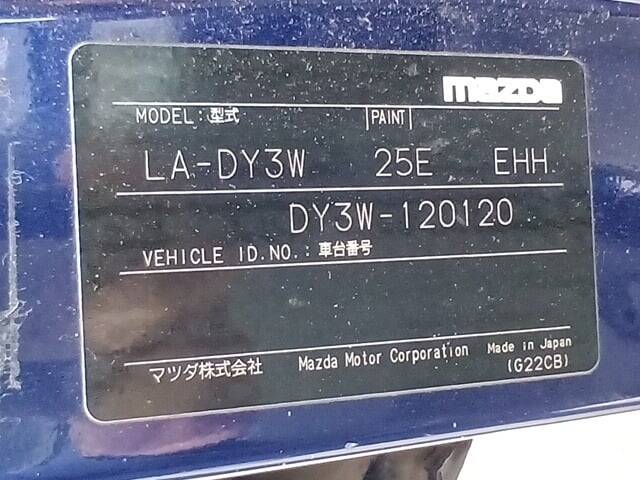 mazda
MODEL: 型式 PAINT
LA-DY3W 25E EHH
DY3W-120120
VEHICLE ID.NO.: 車台番号
マツダ株式会社 Mazda Motor Corporation Made in Japan
(G22CB)